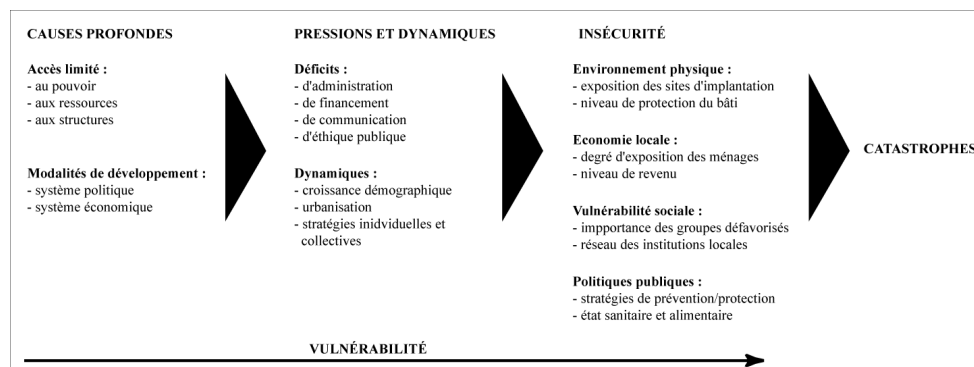 CAUSES PROFONDES
Accès limité :
- au pouvoir
- aux ressources
- aux structures
Modalités de développement :
- système politique
- système économique
PRESSIONS ET DYNAMIQUES
Déficits :
- d'administration
- de financement
- de communication
- d'éthique publique
Dynamiques :
- croissance démographique
- urbanisation
- stratégies inidviduelles et
collectives
INSÉCURITÉ
Environnement physique :
- exposition des sites d'implantation
- niveau de protection du bâti
Economie locale :
- degré d'exposition des ménages
- niveau de revenu
Vulnérabilité sociale :
- impportance des groupes défavorisés
- réseau des institutions locales
Politiques publiques :
- stratégies de prévention/protection
- état sanitaire et alimentaire
CATASTROPHES
VULNÉRABILITÉ